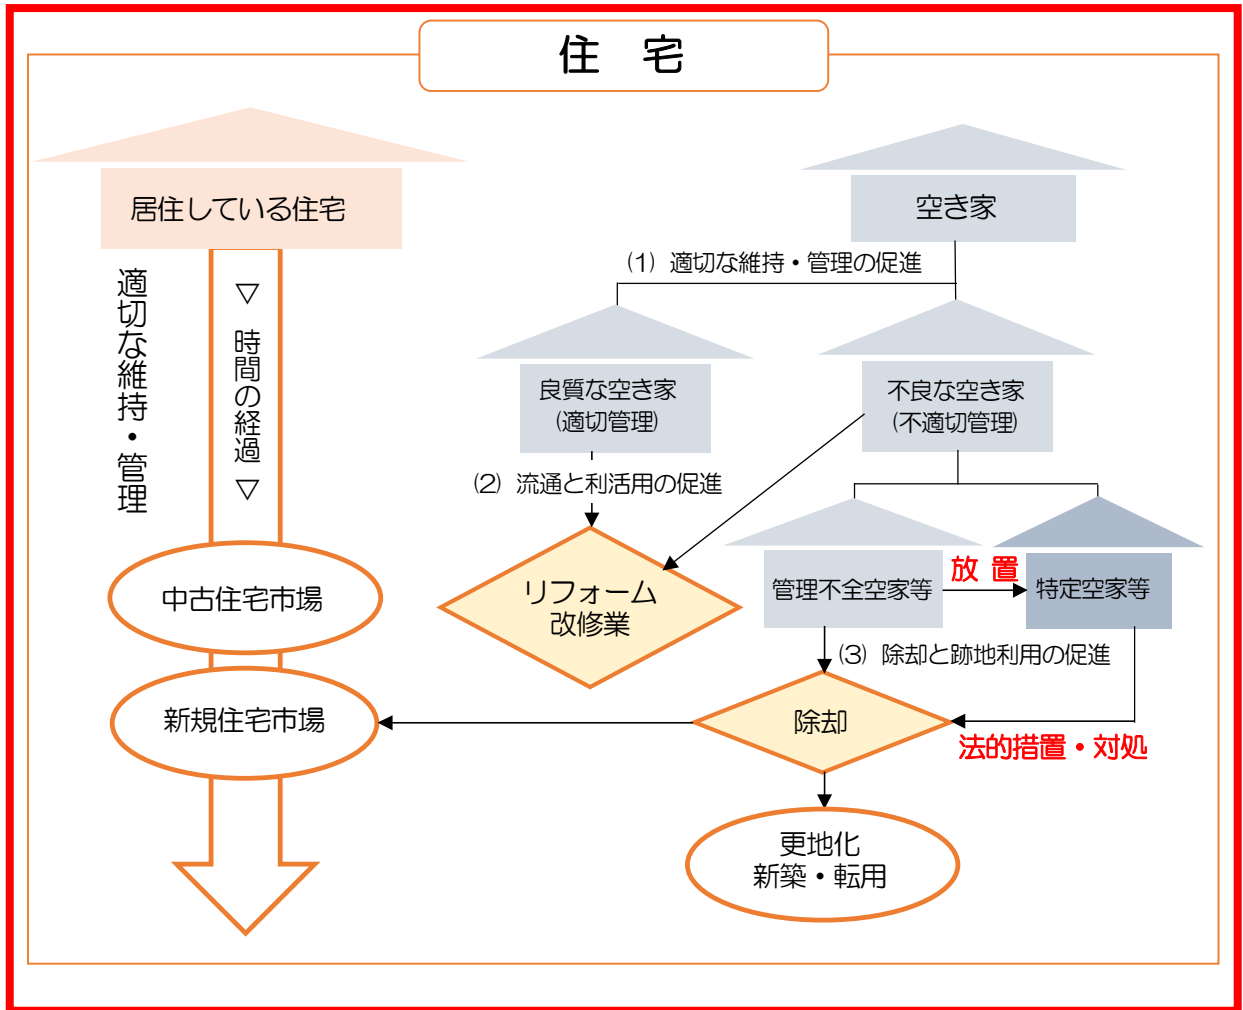 住　宅
居住している住宅
適切な維持・管理
▽ 時間の経過 ▽
中古住宅市場
新規住宅市場
空き家
(1) 適切な維持・管理の促進
良質な空き家
(適切管理)
不良な空き家
(不適切管理)
(2) 流通と利活用の促進
リフォーム
改修業
管理不全空家等
放 置
特定空家等
(3) 除却と跡地利用の促進
除却
法的措置・対処
更地化
新築・転用